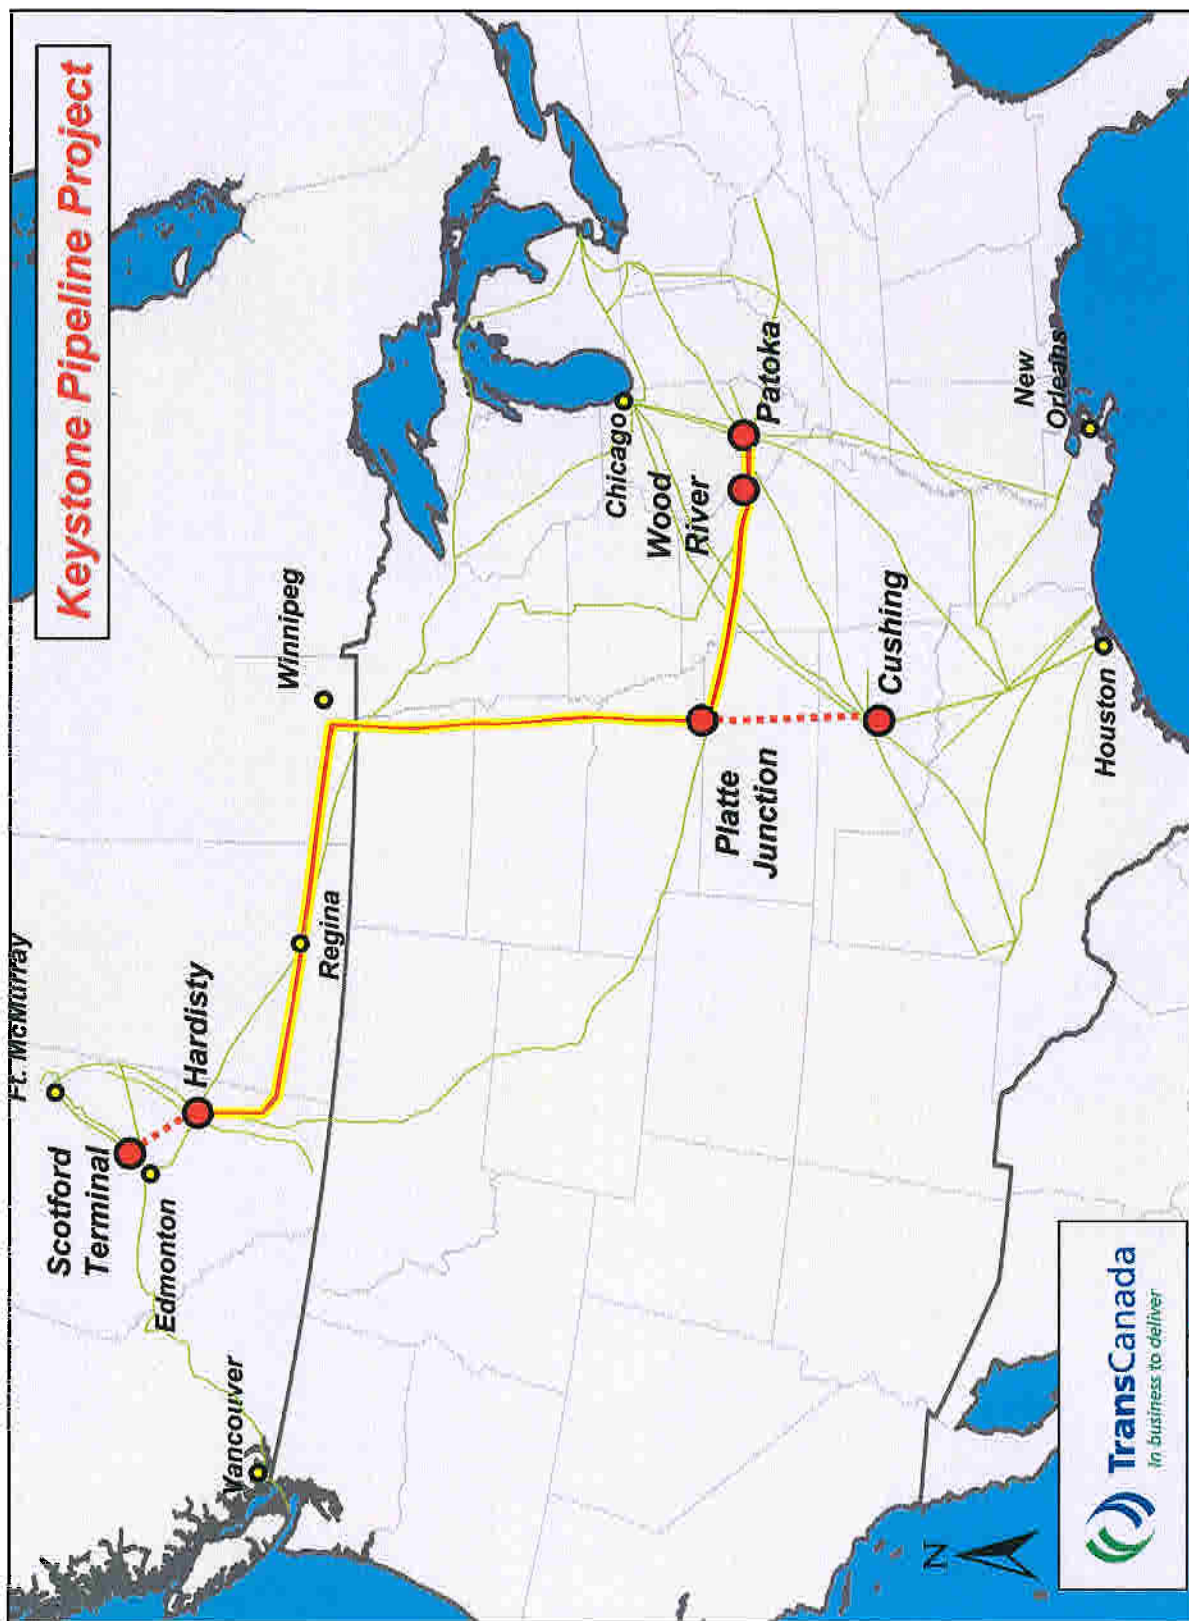 Keystone Pipeline Project
Ft. McMurray
Scotford
Terminal
Edmonton
Hardisty
Vancouver
Regina
Winnipeg
Chicago
Wood
River
Patoka
Platte
Junction
Cushing
Houston
New
Orleans
N
TransCanada
In business to deliver